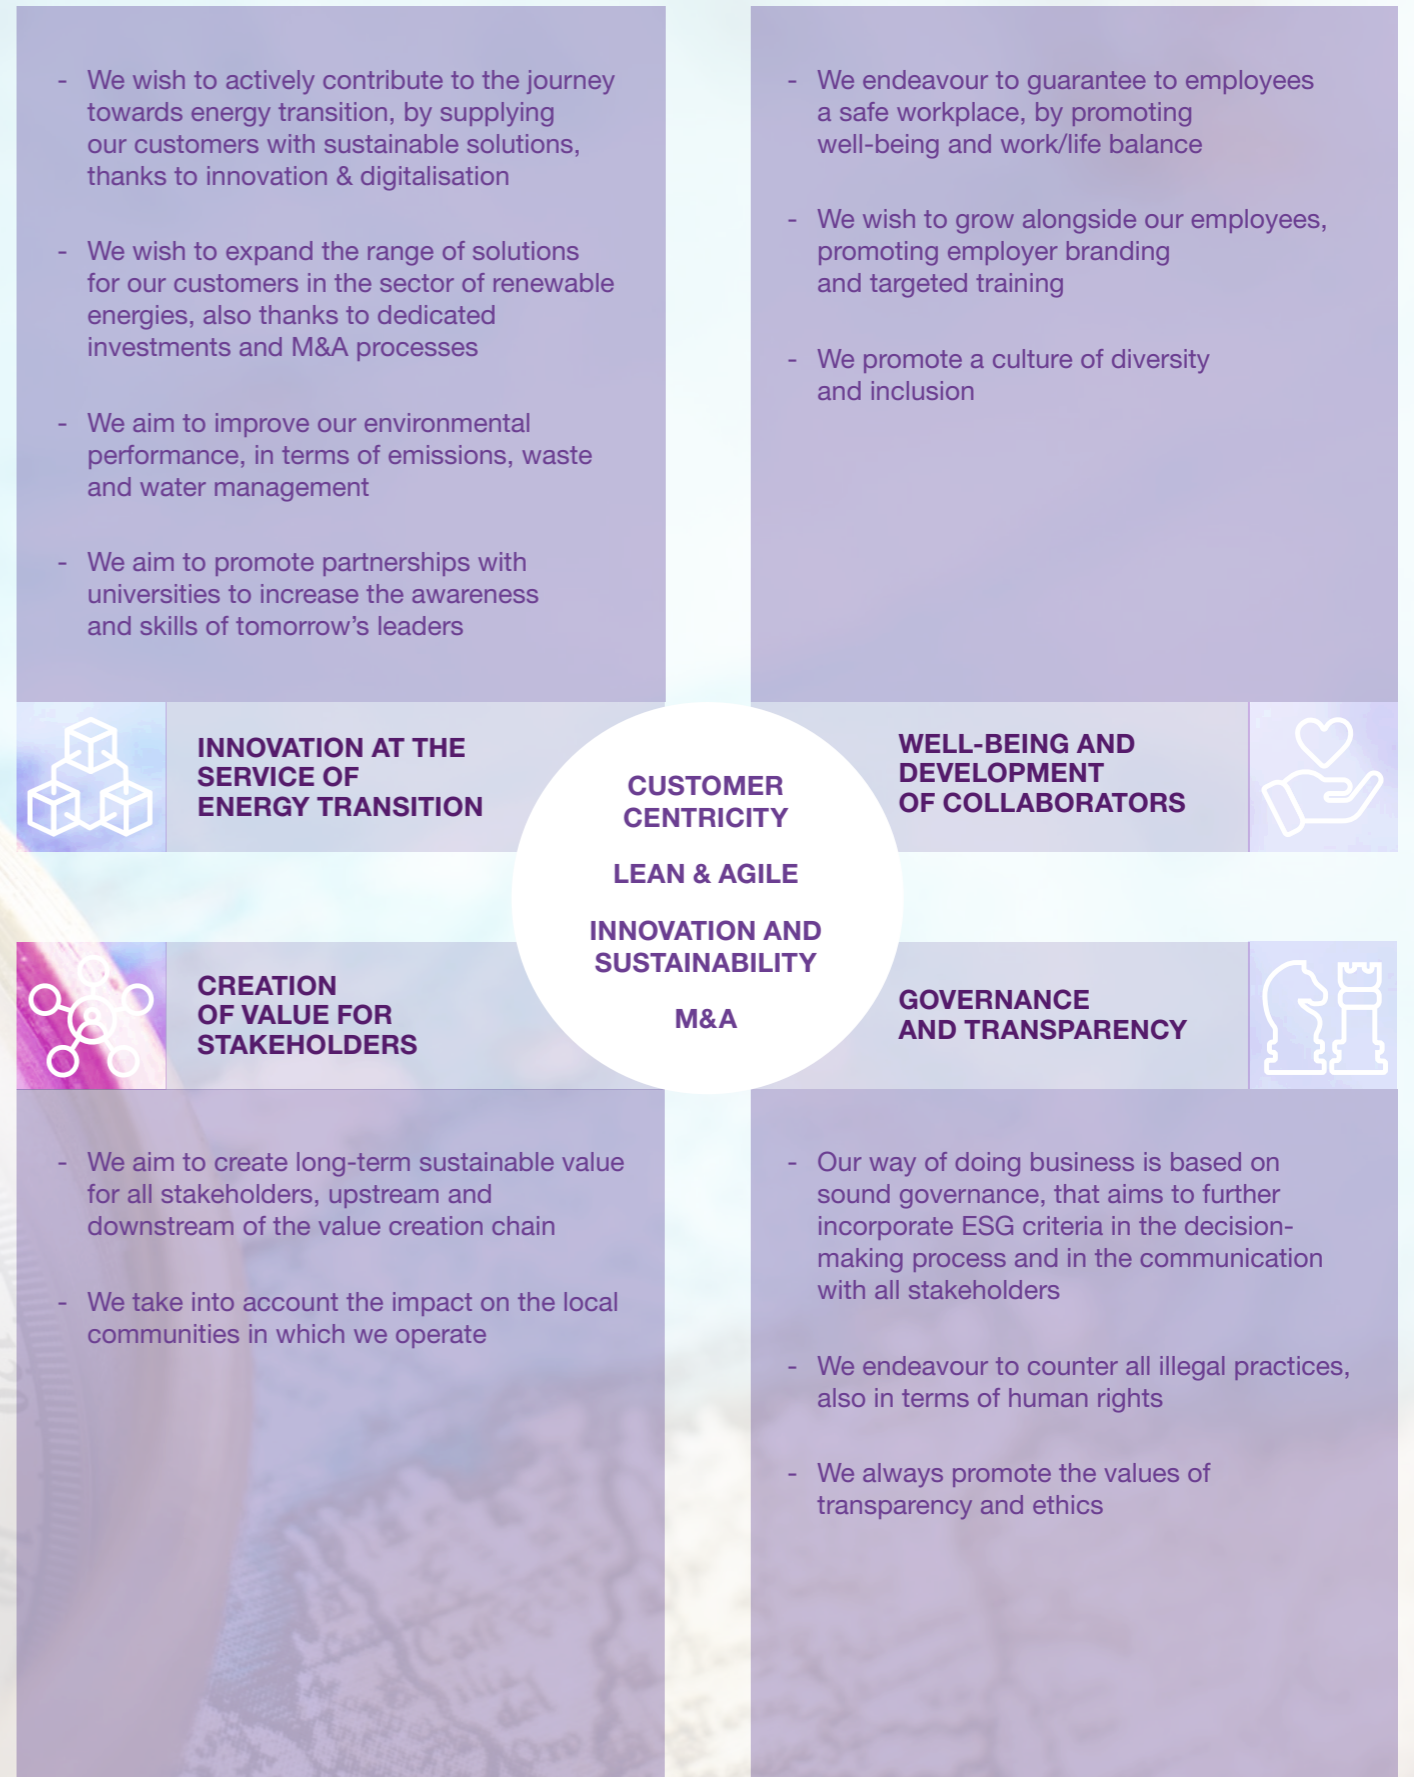 - We wish to actively contribute to the journey
towards energy transition, by supplying
our customers with sustainable solutions,
thanks to innovation & digitalisation
- We wish to expand the range of solutions
for our customers in the sector of renewable
energies, also thanks to dedicated
investments and M&A processes
- We aim to improve our environmental
performance, in terms of emissions, waste
and water management
- We aim to promote partnerships with
universities to increase the awareness
and skills of tomorrow’s leaders
INNOVATION AT THE
SERVICE OF
ENERGY TRANSITION
- We endeavour to guarantee to employees
a safe workplace, by promoting
well-being and work/life balance
- We wish to grow alongside our employees,
promoting employer branding
and targeted training
- We promote a culture of diversity
and inclusion
WELL-BEING AND
DEVELOPMENT
OF COLLABORATORS
CUSTOMER
CENTRICITY
LEAN & AGILE
INNOVATION AND
SUSTAINABILITY
M&A
CREATION
OF VALUE FOR
STAKEHOLDERS
- We aim to create long-term sustainable value
for all stakeholders, upstream and
downstream of the value creation chain
- We take into account the impact on the local
communities in which we operate
GOVERNANCE
AND TRANSPARENCY
- Our way of doing business is based on
sound governance, that aims to further
incorporate ESG criteria in the decision-
making process and in the communication
with all stakeholders
- We endeavour to counter all illegal practices,
also in terms of human rights
- We always promote the values of
transparency and ethics